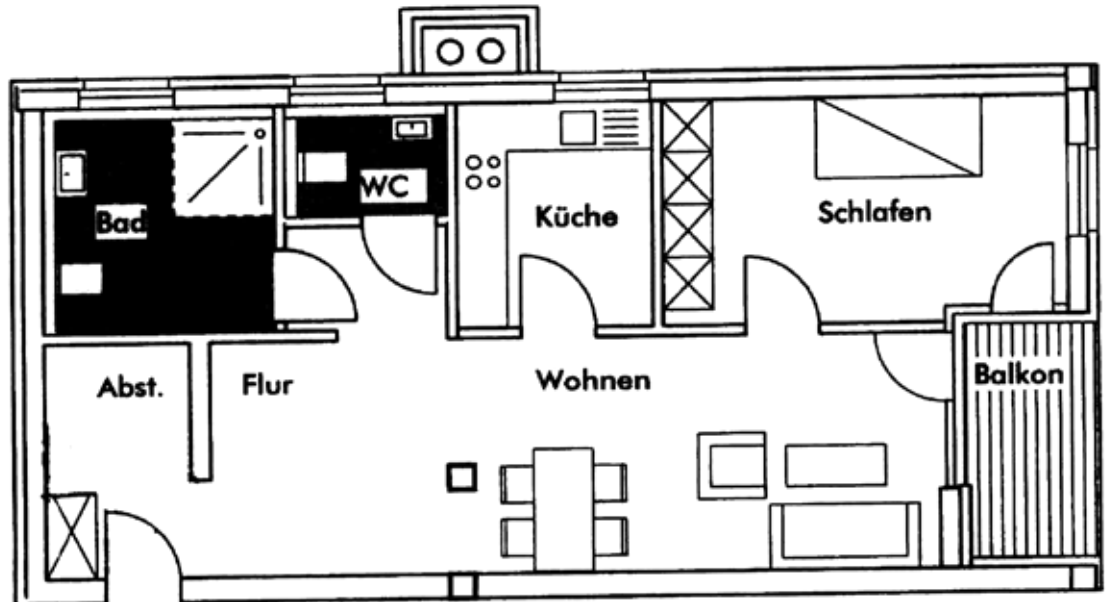 WC
Bad
Küche
Schlafen
Abst.
Flur
Wohnen
Balkon